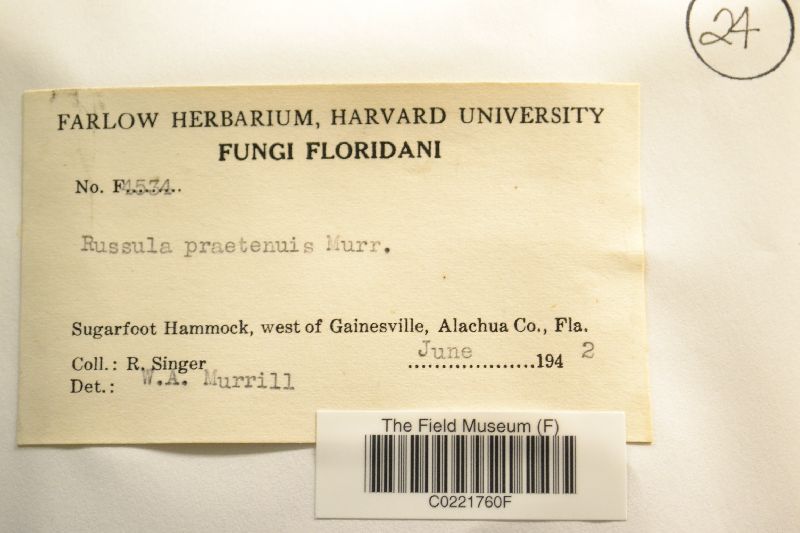 24
FARLOW HERBARIUM, HARVARD UNIVERSITY
FUNGI FLORIDANI
No. F4534
Russula praetenuis Murr.
Sugarfoot Hammock, west of Gainesville, Alachua Co., Fla.
Coll.: R. Singer June 1942
Det.: W.A. Murrill
The Field Museum (F)
C0221760F